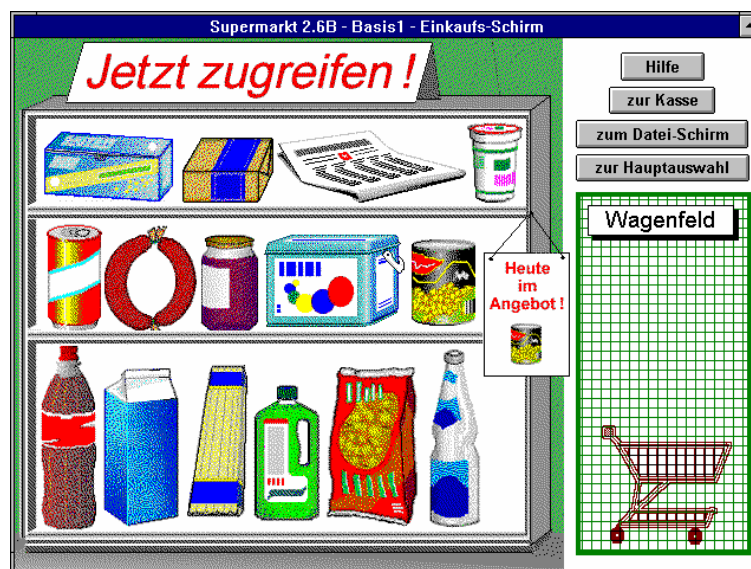 Supermarkt 2.6B - Basis1 - Einkaufs-Schirm
Jetzt zugreifen !
Hilfe
zur Kasse
zum Datei-Schirm
zur Hauptauswahl
Wagenfeld
Heute
im
Angebot !